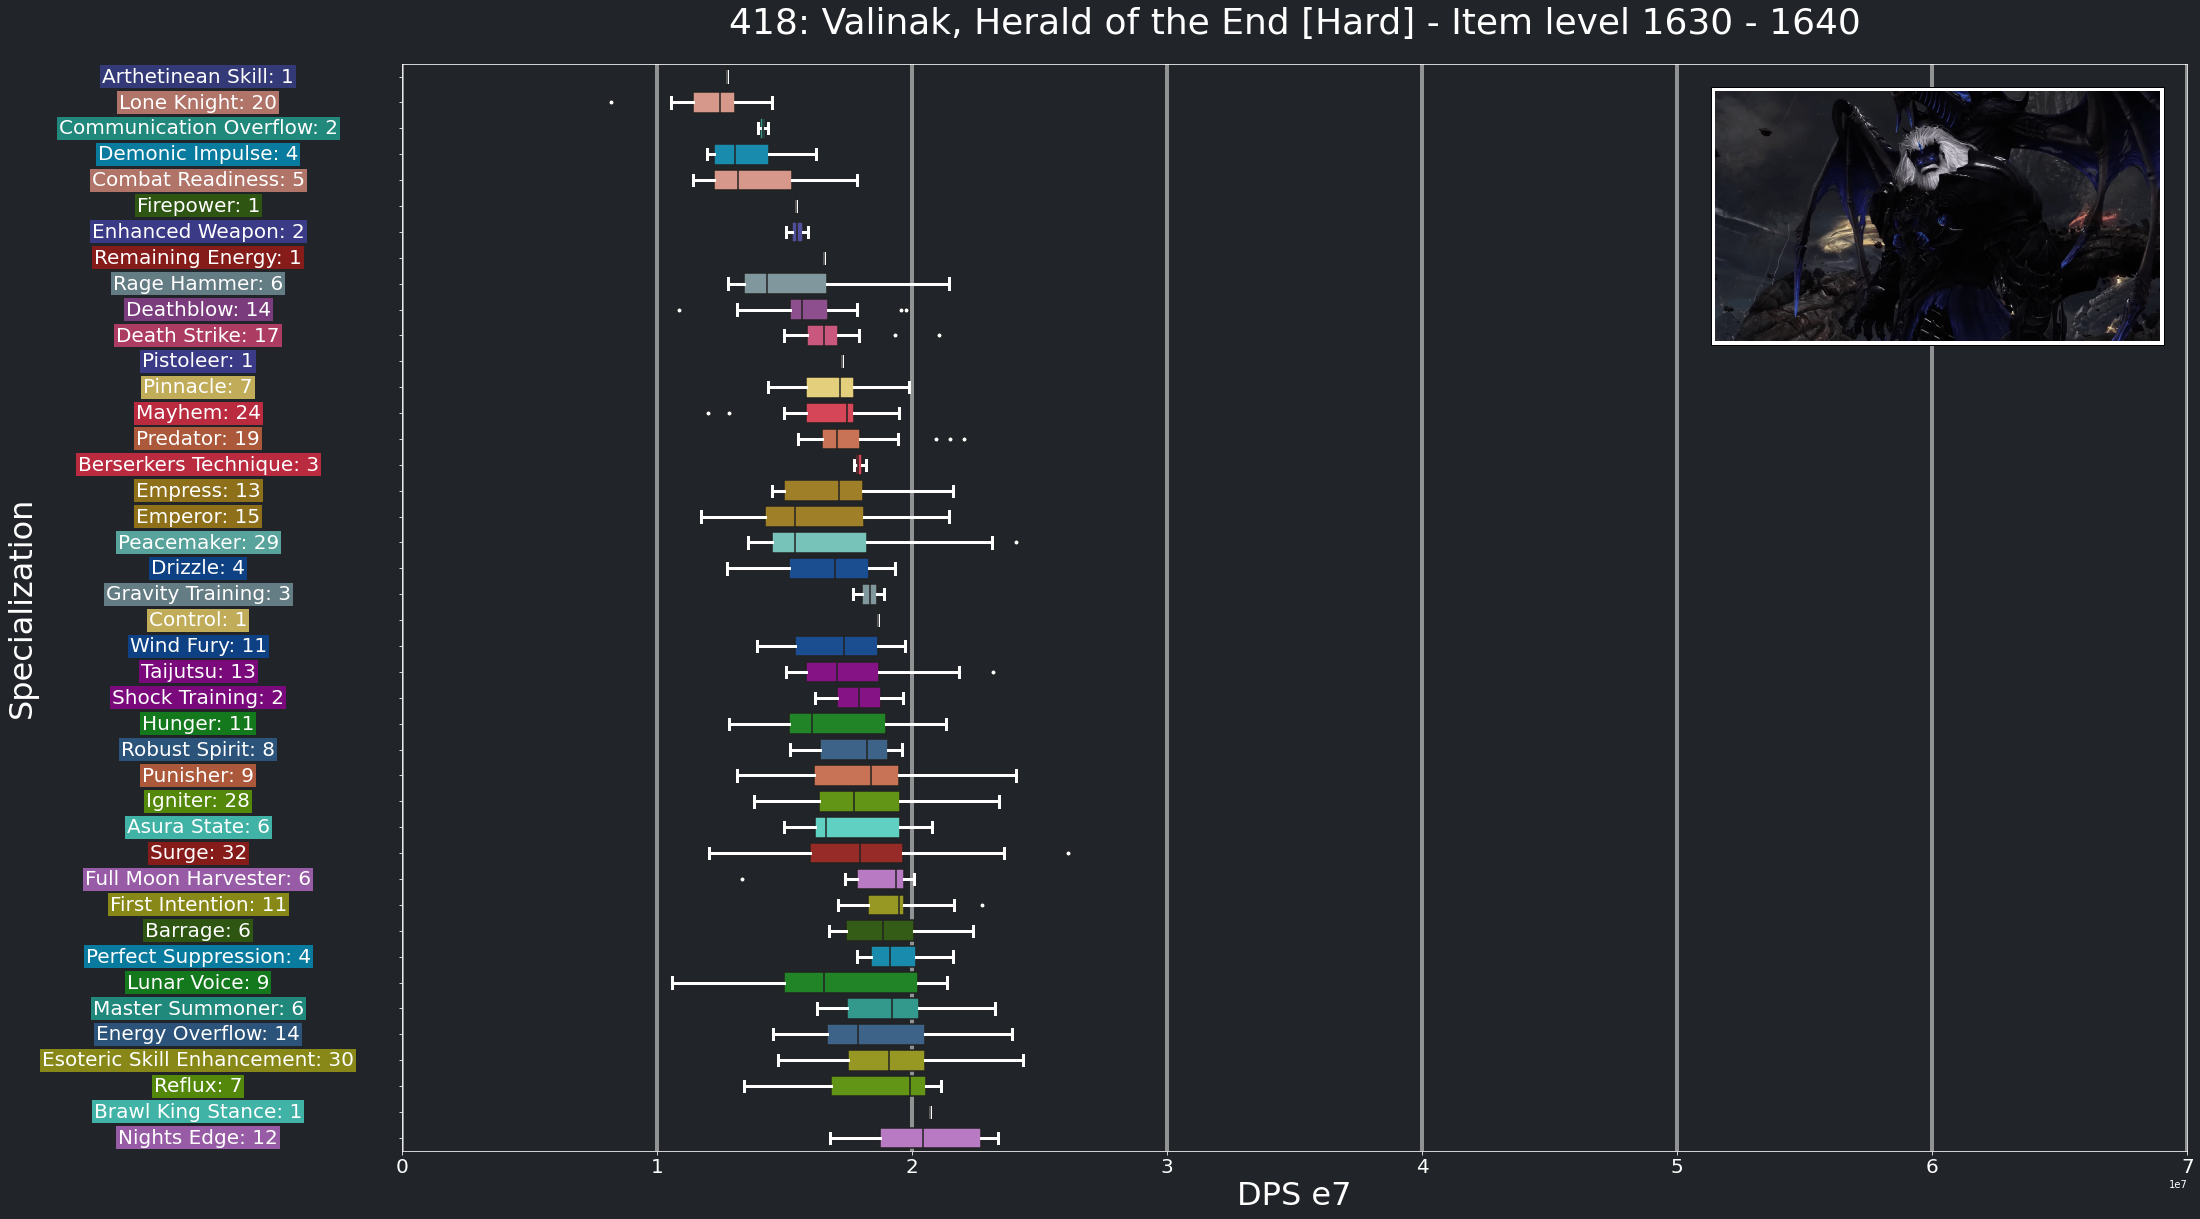 418: Valinak, Herald of the End [Hard] - Item level 1630 - 1640
Specialization
Arthetinean Skill: 1
Lone Knight: 20
Communication Overflow: 2
Demonic Impulse: 4
Combat Readiness: 5
Firepower: 1
Enhanced Weapon: 2
Remaining Energy: 1
Rage Hammer: 6
Deathblow: 14
Death Strike: 17
Pistoleer: 1
Pinnacle: 7
Mayhem: 24
Predator: 19
Berserkers Technique: 3
Empress: 13
Emperor: 15
Peacemaker: 29
Drizzle: 4
Gravity Training: 3
Control: 1
Wind Fury: 11
Taijutsu: 13
Shock Training: 2
Hunger: 11
Robust Spirit: 8
Punisher: 9
Igniter: 28
Asura State: 6
Surge: 32
Full Moon Harvester: 6
First Intention: 11
Barrage: 6
Perfect Suppression: 4
Lunar Voice: 9
Master Summoner: 6
Energy Overflow: 14
Esoteric Skill Enhancement: 30
Reflux: 7
Brawl King Stance: 1
Nights Edge: 12
0 1 2 3 4 5 6 7
1e7
DPS e7